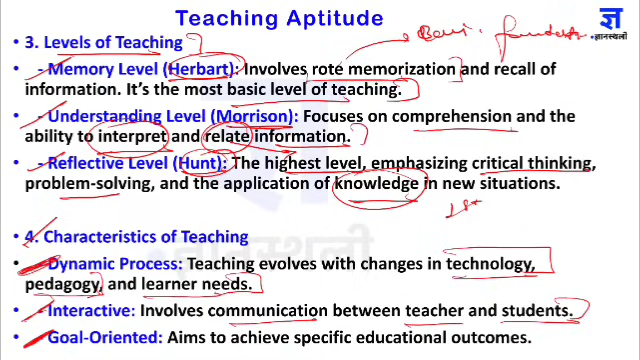 Teaching Aptitude
ज्ञ
ज्ञानस्थली
3. Levels of Teaching
- Memory Level (Herbart): Involves rote memorization and recall of
information. It's the most basic level of teaching.
- Understanding Level (Morrison): Focuses on comprehension and the
ability to interpret and relate information.
- Reflective Level (Hunt): The highest level, emphasizing critical thinking,
problem-solving, and the application of knowledge in new situations.
4. Characteristics of Teaching
Dynamic Process: Teaching evolves with changes in technology,
pedagogy, and learner needs.
- Interactive: Involves communication between teacher and students.
Goal-Oriented: Aims to achieve specific educational outcomes.